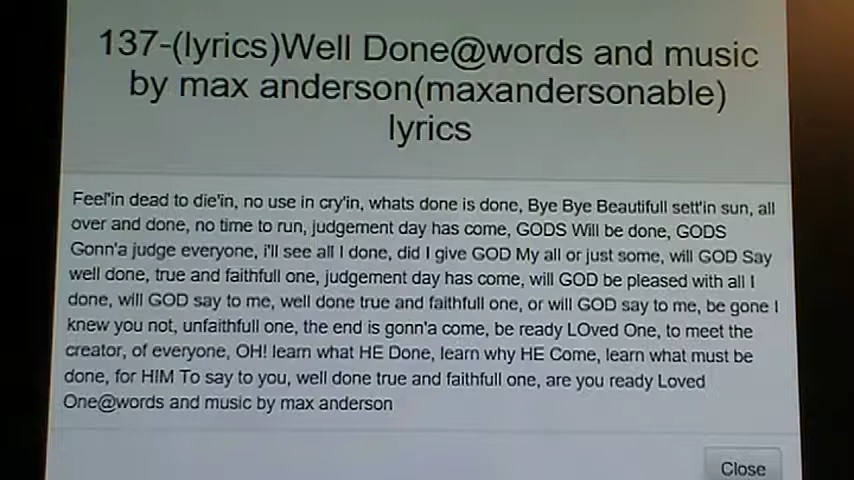 137-(lyrics)Well Done@words and music
by max anderson(maxandersonable)
lyrics
Feel'in dead to die'in, no use in cry'in, whats done is done, Bye Bye Beautifull sett'in sun, all
over and done, no time to run, judgement day has come, GODS Will be done, GODS
Gonn'a judge everyone, i'll see all I done, did I give GOD My all or just some, will GOD Say
well done, true and faithfull one, judgement day has come, will GOD be pleased with all I
done, will GOD say to me, well done true and faithfull one, or will GOD say to me, be gone I
knew you not, unfaithfull one, the end is gonn'a come, be ready LOved One, to meet the
creator, of everyone, OH! learn what HE Done, learn why HE Come, learn what must be
done, for HIM To say to you, well done true and faithfull one, are you ready Loved
One@words and music by max anderson
Close